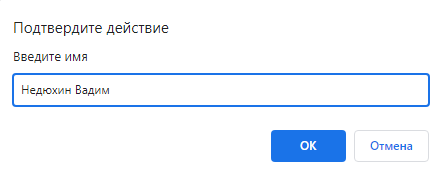 Подтвердите действие
Введите имя
Недюхин Вадим
ОК Отмена